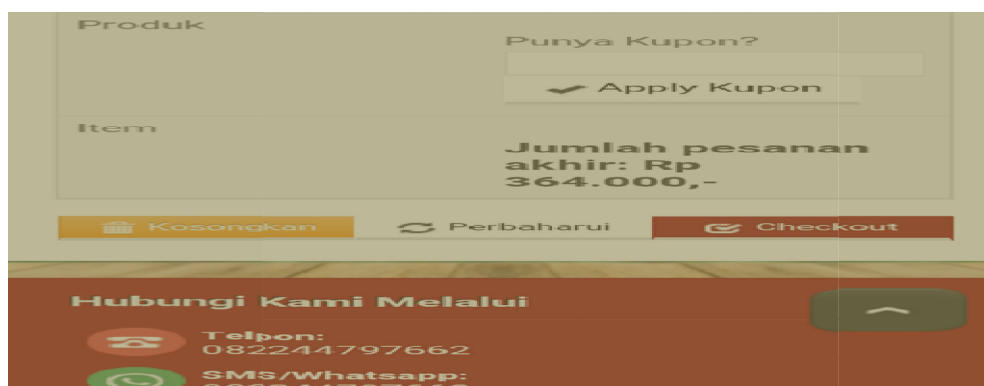 Produk
Punya Kupon?
Apply Kupon
Item
Jumlah pesanan
akhir: Rp
364.000,-
Kosongkan
Perbaharui
Checkout
Hubungi Kami Melalui
Telpon:
082244797662
SMS/Whatsapp: